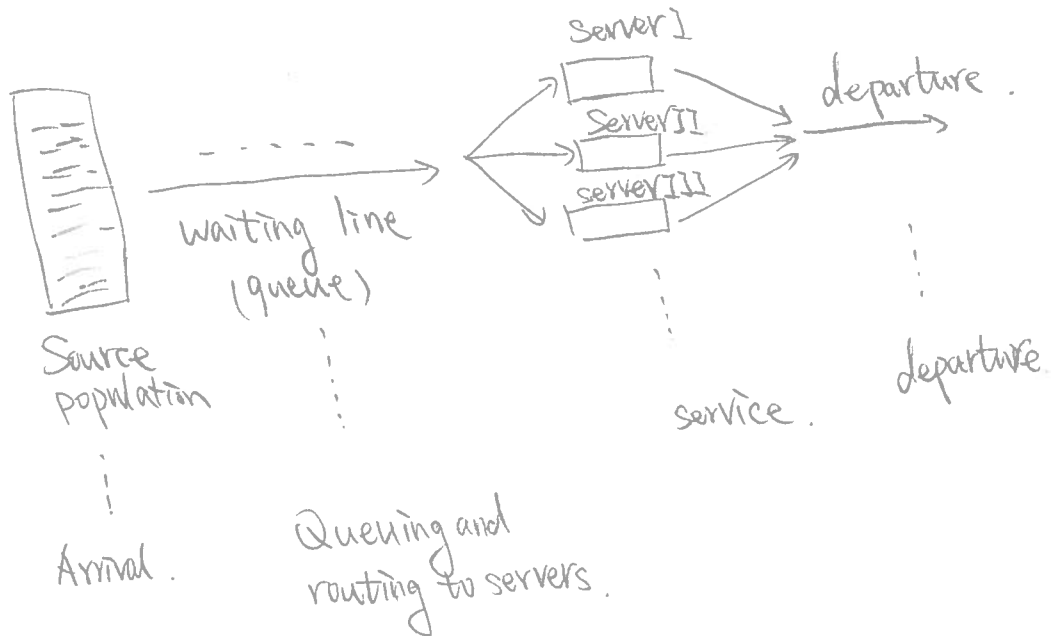 Server I
departure.
Server II
server III
waiting line
(queue)
Source
population
departure.
service.
Arrival.
Queuing and
routing to servers.